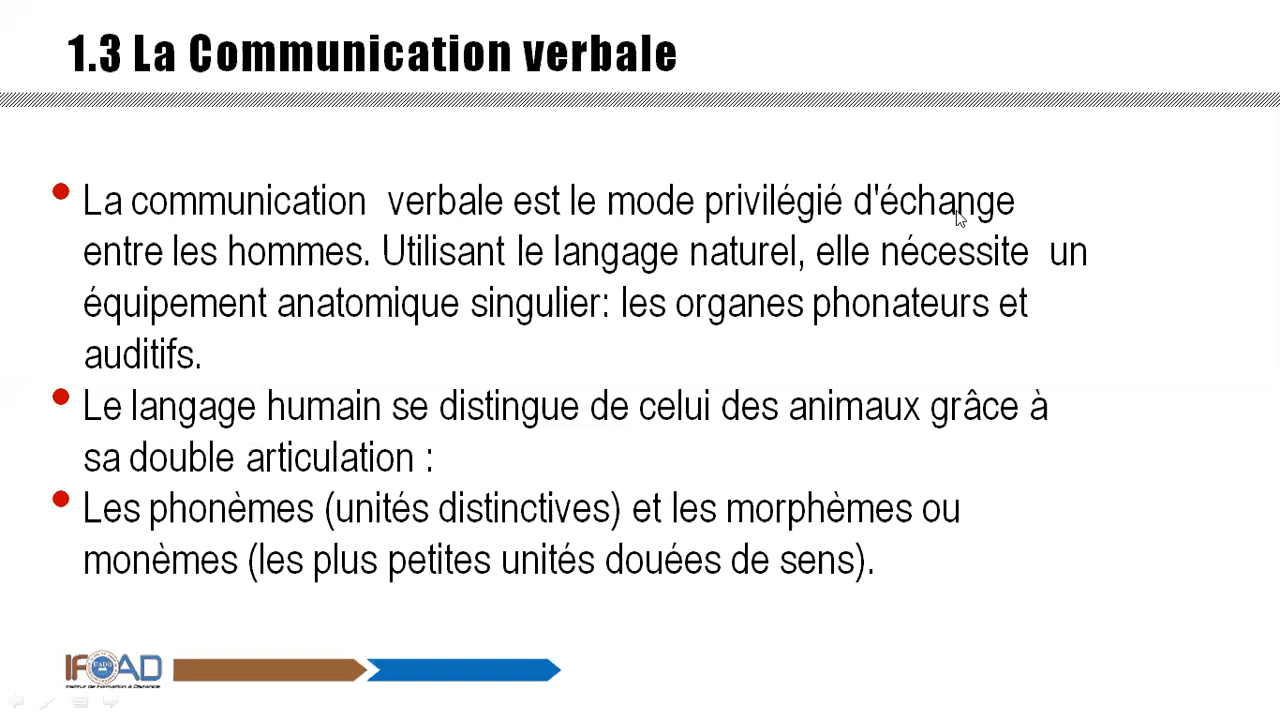 1.3 La Communication verbale
• La communication verbale est le mode privilégié d'échange
entre les hommes. Utilisant le langage naturel, elle nécessite un
équipement anatomique singulier: les organes phonateurs et
auditifs.
• Le langage humain se distingue de celui des animaux grâce à
sa double articulation :
• Les phonèmes (unités distinctives) et les morphèmes ou
monèmes (les plus petites unités douées de sens).
IFOAD
Institut de Formation à Distance